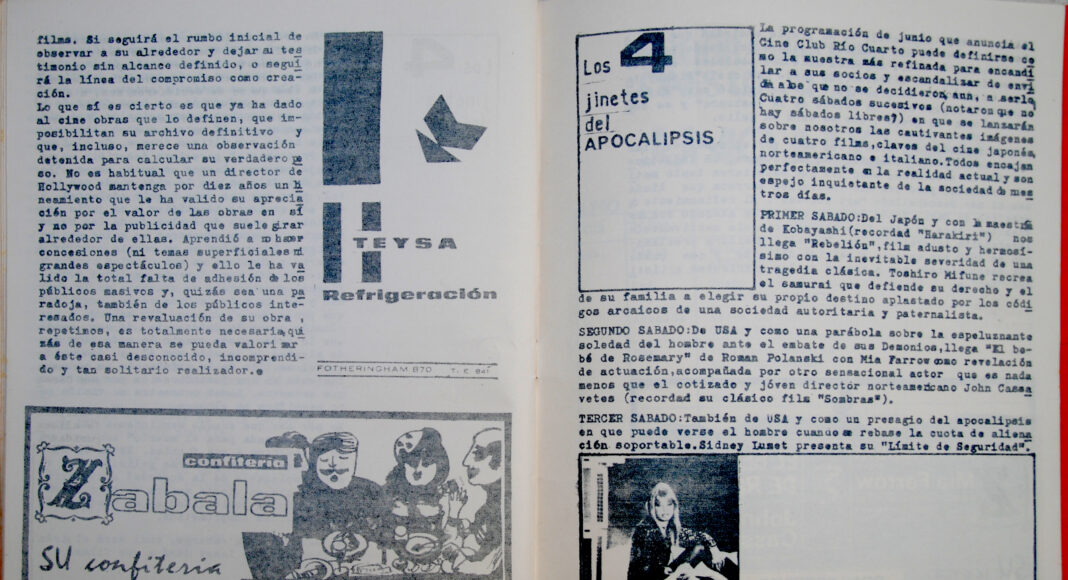 films. Si seguirá el rumbo inicial de
observar a su alrededor y dejar su tes
timonio sin alcance definido, o segui
rá la línea del compromiso como crea-
ción.
Lo que sí es cierto es que ya ha dado
al cine obras que lo definen, que im-
posibilitan su archivo definitivo y
que, incluso, merece una observación
detenida para calcular su verdadero pe
so. No es habitual que un director de
Hollywood mantenga por diez años un li
neamiento que le ha valido su aprecia
ción por el valor de las obras en sí
y no por la publicidad que suele girar
alrededor de ellas. Aprendió a no hacer
concesiones (ni temas superficiales ni
grandes espectáculos) y ello le ha va
lido la total falta de adhesión de los
públicos masivos y, quizás sea una pa
radoja, también de los públicos inte-
resados. Una revaluación de su obra ,
repetimos, es totalmente necesaria, qui
zás de esa manera se pueda valorizar
a éste casi desconocido, incomprendi-
do y tan solitario realizador.
TEYSA
Refrigeración
FOTHERINGHAM 870 T. E. 841
confitería
Zabala
SU confitería
Los 4
jinetes
del
APOCALIPSIS
La programación de junio que anuncia el
Cine Club Río Cuarto puede definirse co
mo la muestra más refinada para encandi
lar a sus socios y escandalizar de envi
dia a los que no se decidieron aun, a serlo
Cuatro sábados sucesivos (notaron que no
hay sábados libres?) en que se lanzarán
sobre nosotros las cautivantes imágenes
de cuatro films,claves del cine japonés,
norteamericano e italiano.Todos encajan
perfectamente en la realidad actual y son
espejo inquietante de la sociedad de nues
tros días.
PRIMER SABADO:Del Japón y con la maestría
de Kobayashi(recordad "Harakiri") nos
llega "Rebelión",film adusto y hermosí-
simo con la inevitable severidad de una
tragedia clásica. Toshiro Mifune recrea
el samurai que defiende su derecho y el
de su familia a elegir su propio destino aplastado por los códi
gos arcaicos de una sociedad autoritaria y paternalista.
SEGUNDO SABADO:De USA y como una parábola sobre la espeluznante
soledad del hombre ante el embate de sus Demonios,llega "El be-
bé de Rosemary" de Roman Polanski con Mia Farrow como revelación
de actuación,acompañada por otro sensacional actor que es nada
menos que el cotizado y jóven director norteamericano John Cassa
vetes (recordad su clásico film "Sombras").
TERCER SABADO:También de USA y como un presagio del apocalipsis
en que puede verse el hombre cuando se rebase la cuota de aliena
ción soportable.Sidney Lumet presenta su "Límite de Seguridad".